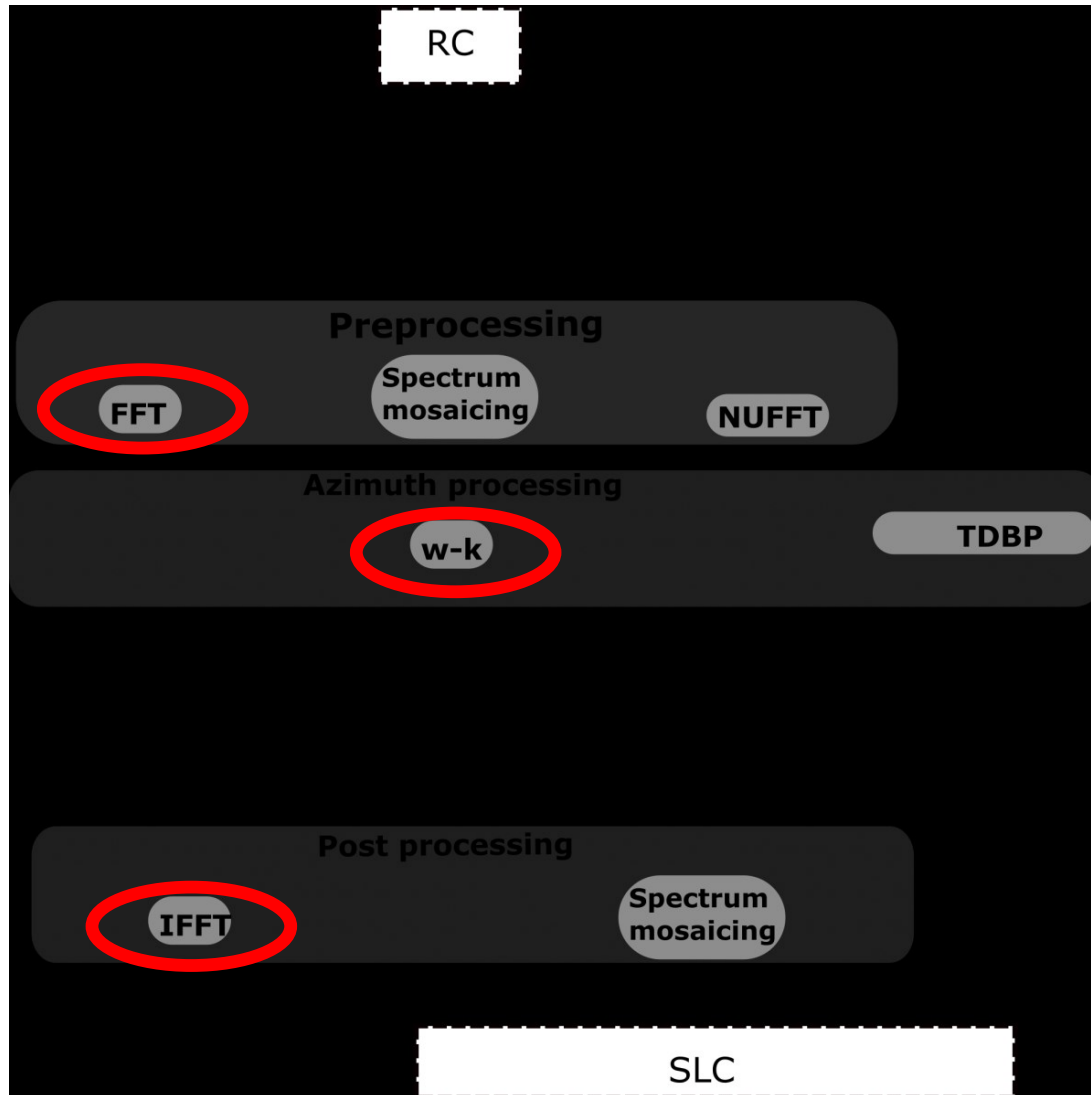 RC
Preprocessing
Spectrum
mosaicing
FFT
NUFFT
Azimuth processing
w-k
TDBP
Post processing
Spectrum
mosaicing
IFFT
SLC